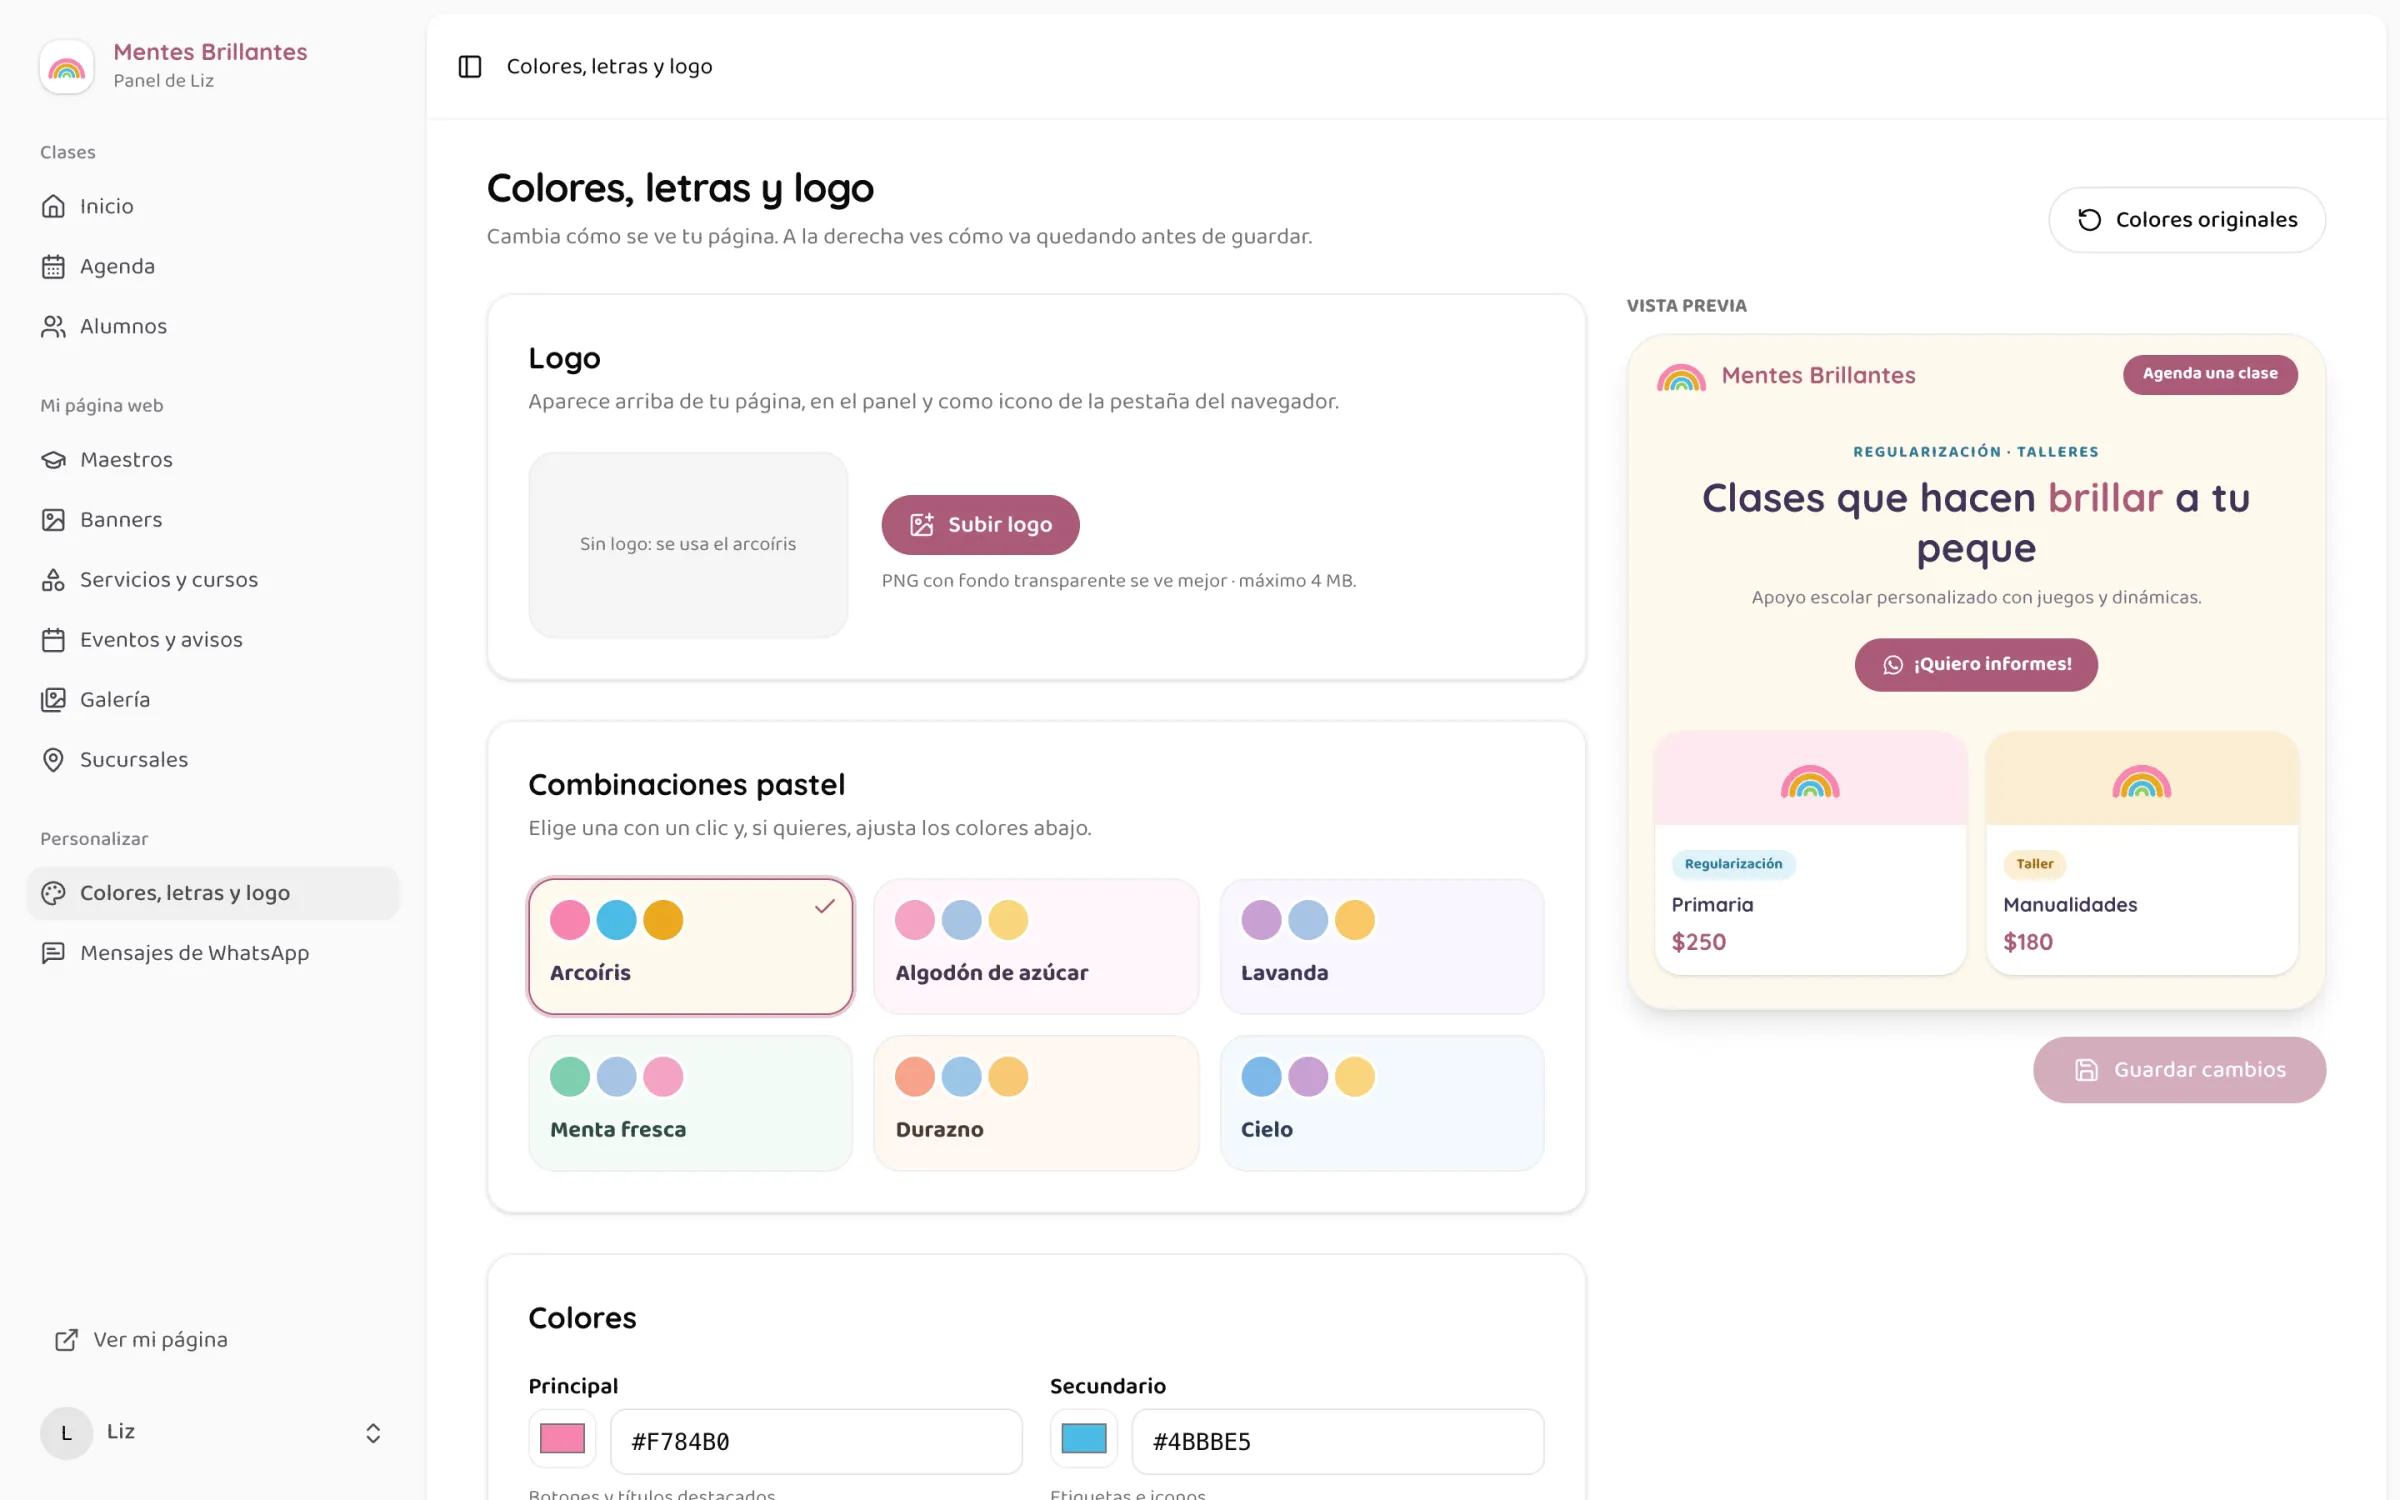 Mentes Brillantes
Panel de Liz
Clases
Inicio
Agenda
Alumnos
Mi página web
Maestros
Banners
Servicios y cursos
Eventos y avisos
Galería
Sucursales
Personalizar
Colores, letras y logo
Mensajes de WhatsApp
Ver mi página
L
Liz
Colores, letras y logo
Colores, letras y logo
Cambia cómo se ve tu página. A la derecha ves cómo va quedando antes de guardar.
Colores originales
Logo
Aparece arriba de tu página, en el panel y como icono de la pestaña del navegador.
Sin logo: se usa el arcoíris
Subir logo
PNG con fondo transparente se ve mejor · máximo 4 MB.
Combinaciones pastel
Elige una con un clic y, si quieres, ajusta los colores abajo.
Arcoíris
Algodón de azúcar
Lavanda
Menta fresca
Durazno
Cielo
Colores
Principal
#F784B0
Botones y títulos destacados
Secundario
#4BBBE5
Etiquetas e iconos
VISTA PREVIA
Mentes Brillantes
Agenda una clase
REGULARIZACIÓN · TALLERES
Clases que hacen brillar a tu
peque
Apoyo escolar personalizado con juegos y dinámicas.
¡Quiero informes!
Regularización
Primaria
$250
Taller
Manualidades
$180
Guardar cambios